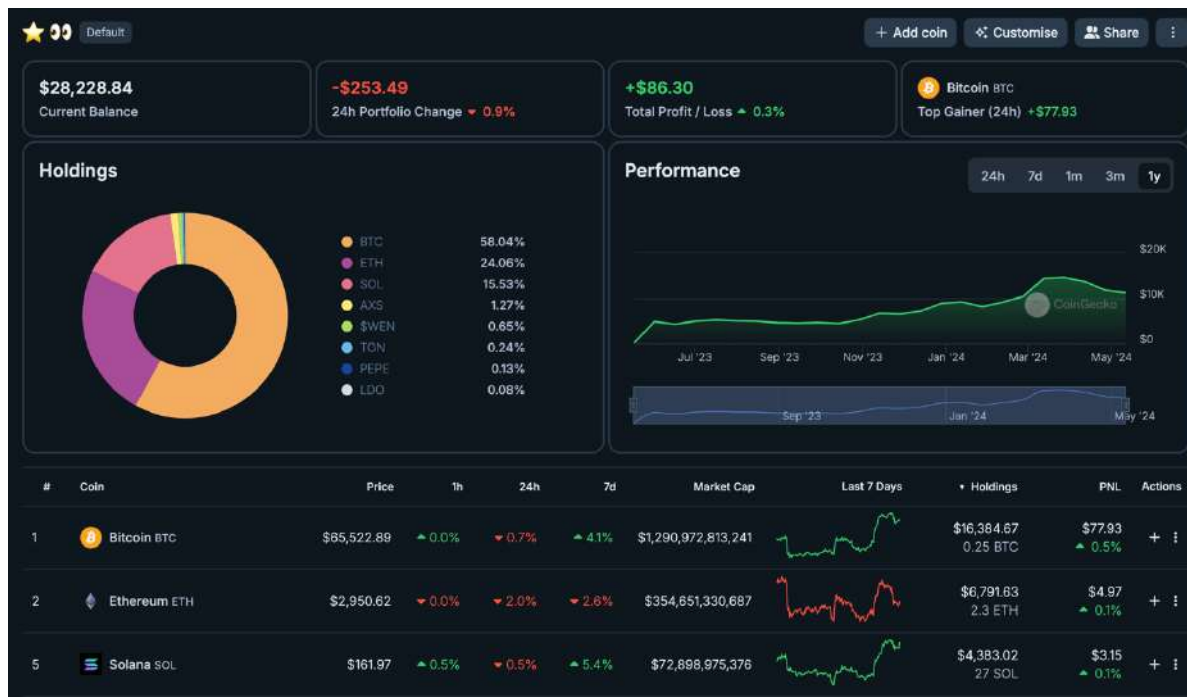 Default
+ Add coin
Customise
Share
$28,228.84
Current Balance
-$253.49
24h Portfolio Change 0.9%
+$86.30
Total Profit / Loss 0.3%
Bitcoin BTC
Top Gainer (24h) +$77.93
Holdings
BTC 58.04%
ETH 24.06%
SOL 15.53%
AXS 1.27%
$WEN 0.65%
TON 0.24%
PEPE 0.13%
LDO 0.08%
Performance
24h 7d 1m 3m 1y
$20K
$10K
CoinGecko
$0
Jul '23 Sep '23 Nov '23 Jan '24 Mar '24 May '24
Sep '23 Jan '24 May '24
# Coin Price 1h 24h 7d Market Cap Last 7 Days Holdings PNL Actions
1 Bitcoin BTC $65,522.89 0.0% 0.7% 4.1% $1,290,972,813,241 $16,384.67 $77.93
0.25 BTC 0.5%
2 Ethereum ETH $2,950.62 0.0% 2.0% 2.6% $354,651,330,687 $6,791.63 $4.97
2.3 ETH 0.1%
5 Solana SOL $161.97 0.5% 0.5% 5.4% $72,898,975,376 $4,383.02 $3.15
27 SOL 0.1%